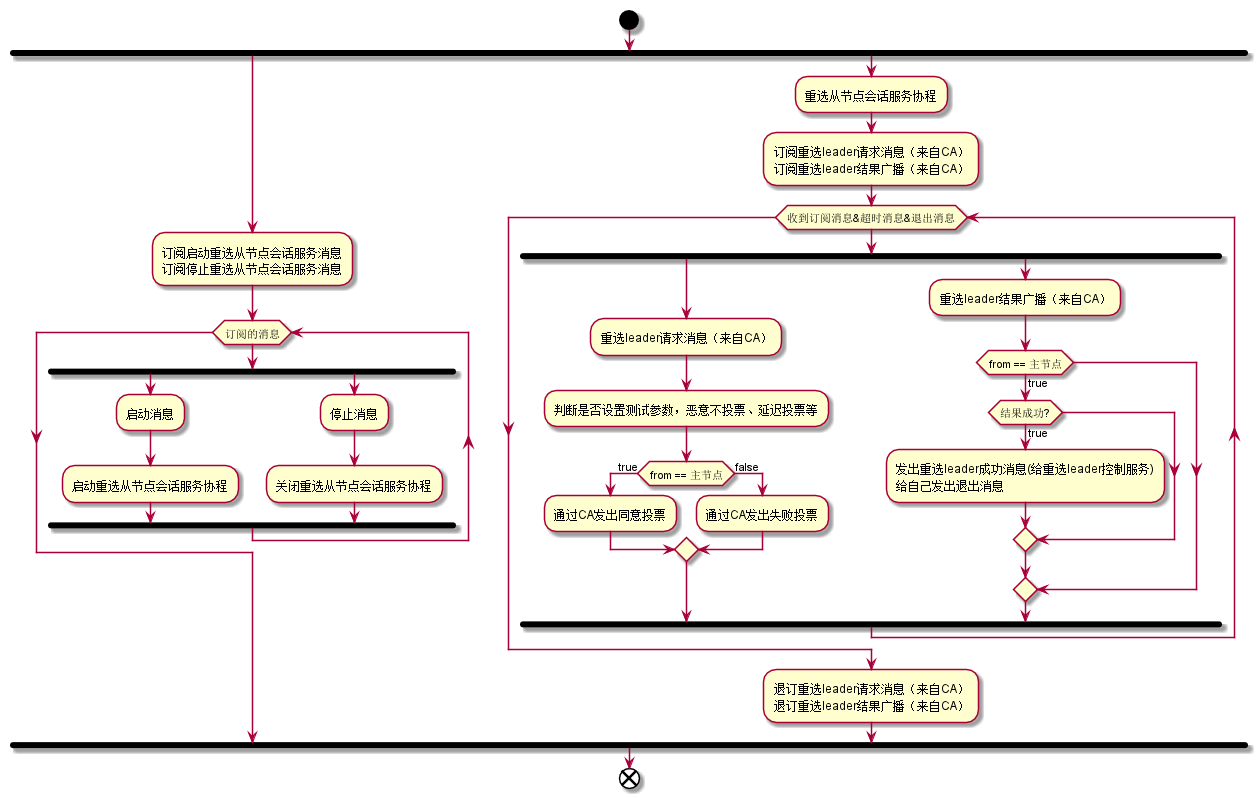 重选从节点会话服务协程
订阅重选leader请求消息（来自CA）
订阅重选leader结果广播（来自CA）
收到订阅消息&超时消息&退出消息
订阅启动重选从节点会话服务消息
订阅停止重选从节点会话服务消息
订阅的消息
启动消息
停止消息
启动重选从节点会话服务协程
关闭重选从节点会话服务协程
重选leader请求消息（来自CA）
判断是否设置测试参数，恶意不投票、延迟投票等
true
from == 主节点
false
通过CA发出同意投票
通过CA发出失败投票
重选leader结果广播（来自CA）
from == 主节点
true
结果成功?
true
发出重选leader成功消息(给重选leader控制服务)
给自己发出退出消息
退订重选leader请求消息（来自CA）
退订重选leader结果广播（来自CA）